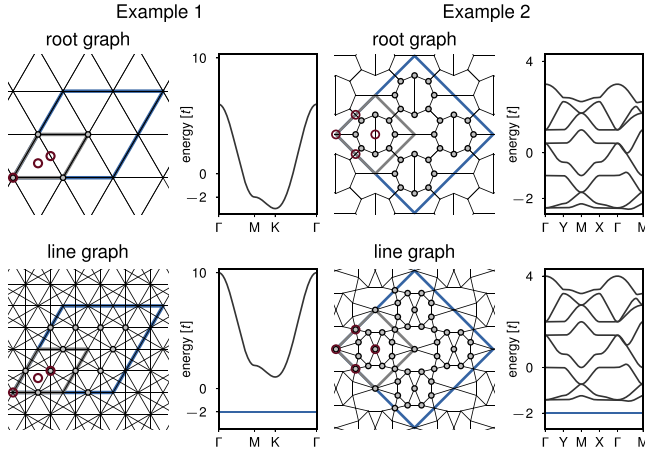 Example 1
Example 2
root graph
root graph
energy [t]
10
0
−2
Γ
M
K
Γ
energy [t]
4
0
−2
Γ
Y
M
X
Γ
M
line graph
line graph
energy [t]
10
0
−2
Γ
M
K
Γ
energy [t]
4
2
0
−2
Γ
Y
M
X
Γ
M